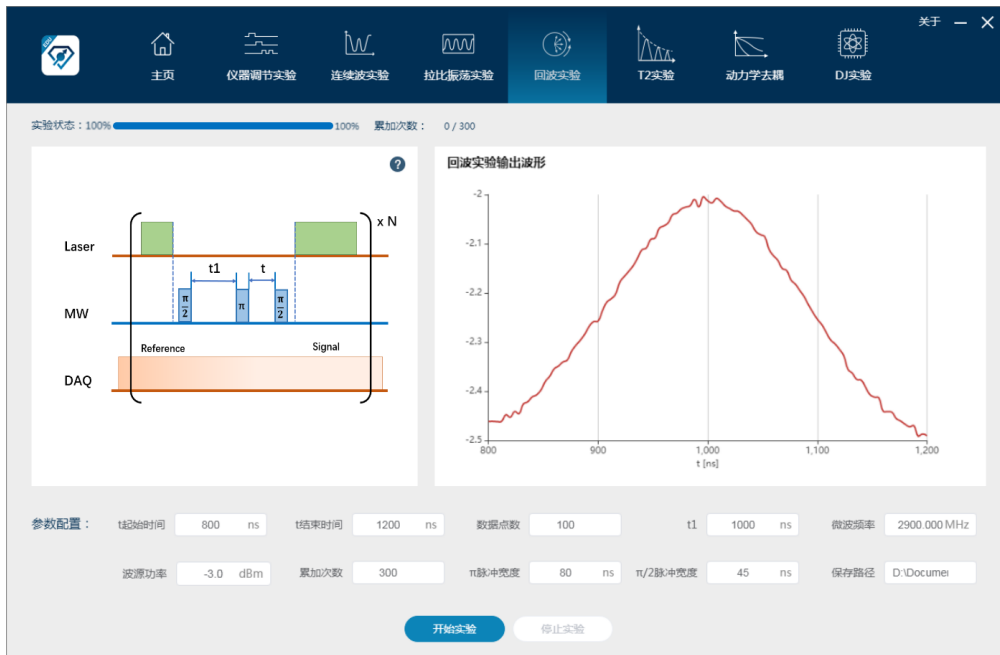 EDU
关于
主页
仪器调节实验
连续波实验
拉比振荡实验
回波实验
T2实验
动力学去耦
DJ实验
实验状态：100%
100%
累加次数：
0 / 300
?
Laser
MW
DAQ
x N
t1
t
π
2
π
π
2
Reference
Signal
回波实验输出波形
-2
-2.1
-2.2
-2.3
-2.4
-2.5
800
900
1,000
1,100
1,200
t [ns]
参数配置：
t起始时间
800 ns
t结束时间
1200 ns
数据点数
100
t1
1000 ns
微波频率
2900.000 MHz
波源功率
-3.0 dBm
累加次数
300
π脉冲宽度
80 ns
π/2脉冲宽度
45 ns
保存路径
D:\Documei
开始实验
停止实验